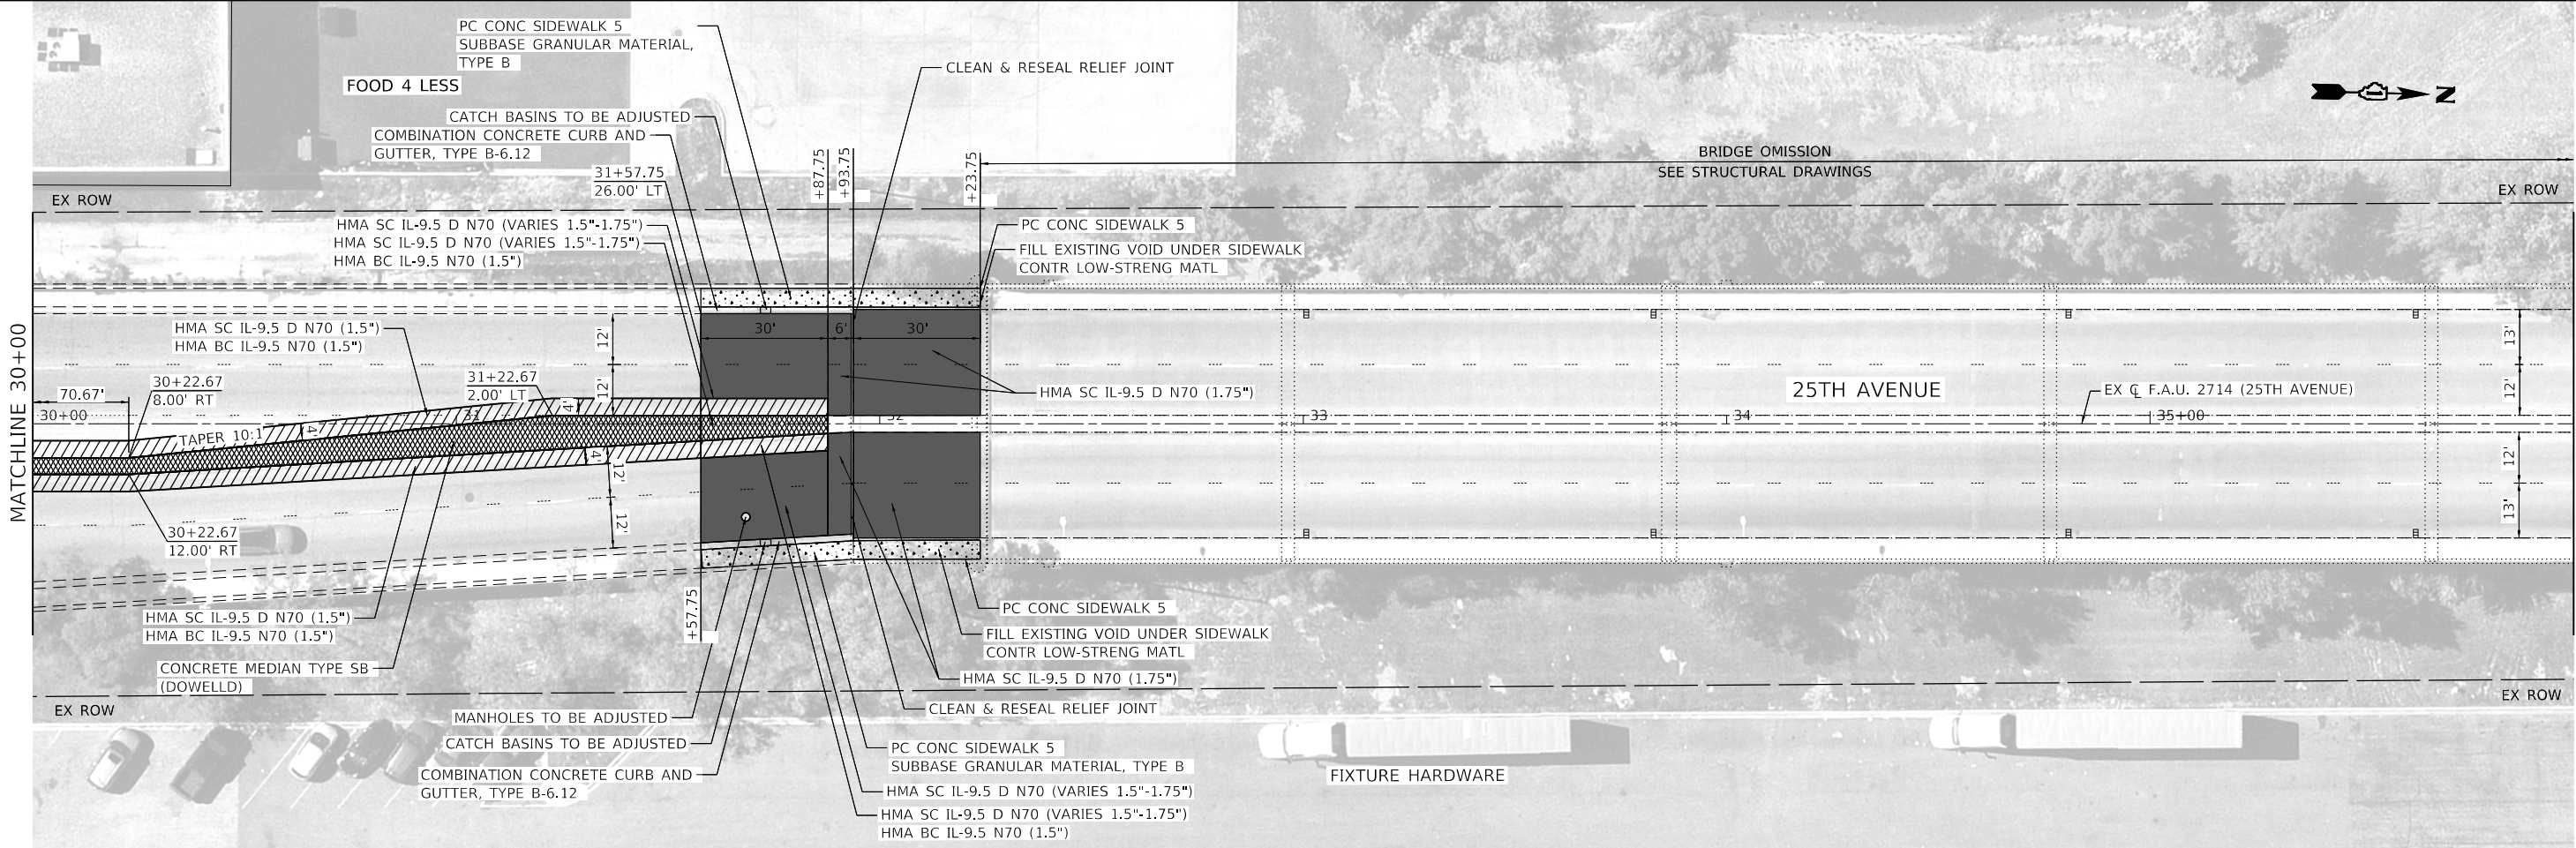 PC CONC SIDEWALK 5
SUBBASE GRANULAR MATERIAL,
TYPE B
FOOD 4 LESS
CLEAN & RESEAL RELIEF JOINT
N
CATCH BASINS TO BE ADJUSTED
COMBINATION CONCRETE CURB AND
GUTTER, TYPE B-6.12
31+57.75
26.00' LT
+87.75
+93.75
+23.75
BRIDGE OMISSION
SEE STRUCTURAL DRAWINGS
EX ROW
EX ROW
HMA SC IL-9.5 D N70 (VARIES 1.5"-1.75")
HMA SC IL-9.5 D N70 (VARIES 1.5"-1.75")
HMA BC IL-9.5 N70 (1.5")
PC CONC SIDEWALK 5
FILL EXISTING VOID UNDER SIDEWALK
CONTR LOW-STRENG MATL
MATCHLINE 30+00
HMA SC IL-9.5 D N70 (1.5")
HMA BC IL-9.5 N70 (1.5")
30'
6'
30'
12'
12'
13'
12'
HMA SC IL-9.5 D N70 (1.75")
25TH AVENUE
EX CL F.A.U. 2714 (25TH AVENUE)
70.67'
30+22.67
8.00' RT
31+22.67
2.00' LT
30+00
31
32
33
34
35+00
TAPER 10:1
4'
4'
4'
12'
12'
12'
13'
30+22.67
12.00' RT
+57.75
HMA SC IL-9.5 D N70 (1.5")
HMA BC IL-9.5 N70 (1.5")
CONCRETE MEDIAN TYPE SB
(DOWELLD)
PC CONC SIDEWALK 5
FILL EXISTING VOID UNDER SIDEWALK
CONTR LOW-STRENG MATL
HMA SC IL-9.5 D N70 (1.75")
EX ROW
EX ROW
CLEAN & RESEAL RELIEF JOINT
MANHOLES TO BE ADJUSTED
CATCH BASINS TO BE ADJUSTED
COMBINATION CONCRETE CURB AND
GUTTER, TYPE B-6.12
PC CONC SIDEWALK 5
SUBBASE GRANULAR MATERIAL, TYPE B
HMA SC IL-9.5 D N70 (VARIES 1.5"-1.75")
HMA SC IL-9.5 D N70 (VARIES 1.5"-1.75")
HMA BC IL-9.5 N70 (1.5")
FIXTURE HARDWARE